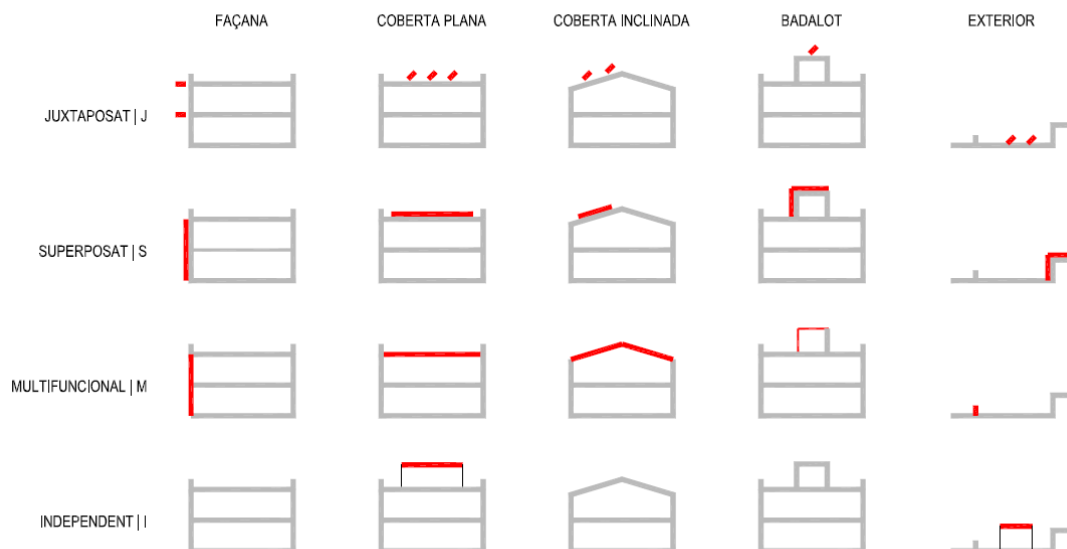 FAÇANA COBERTA PLANA COBERTA INCLINADA BADALOT EXTERIOR
JUXTAPOSAT | J
SUPERPOSAT | S
MULTIFUNCIONAL | M
INDEPENDENT | I